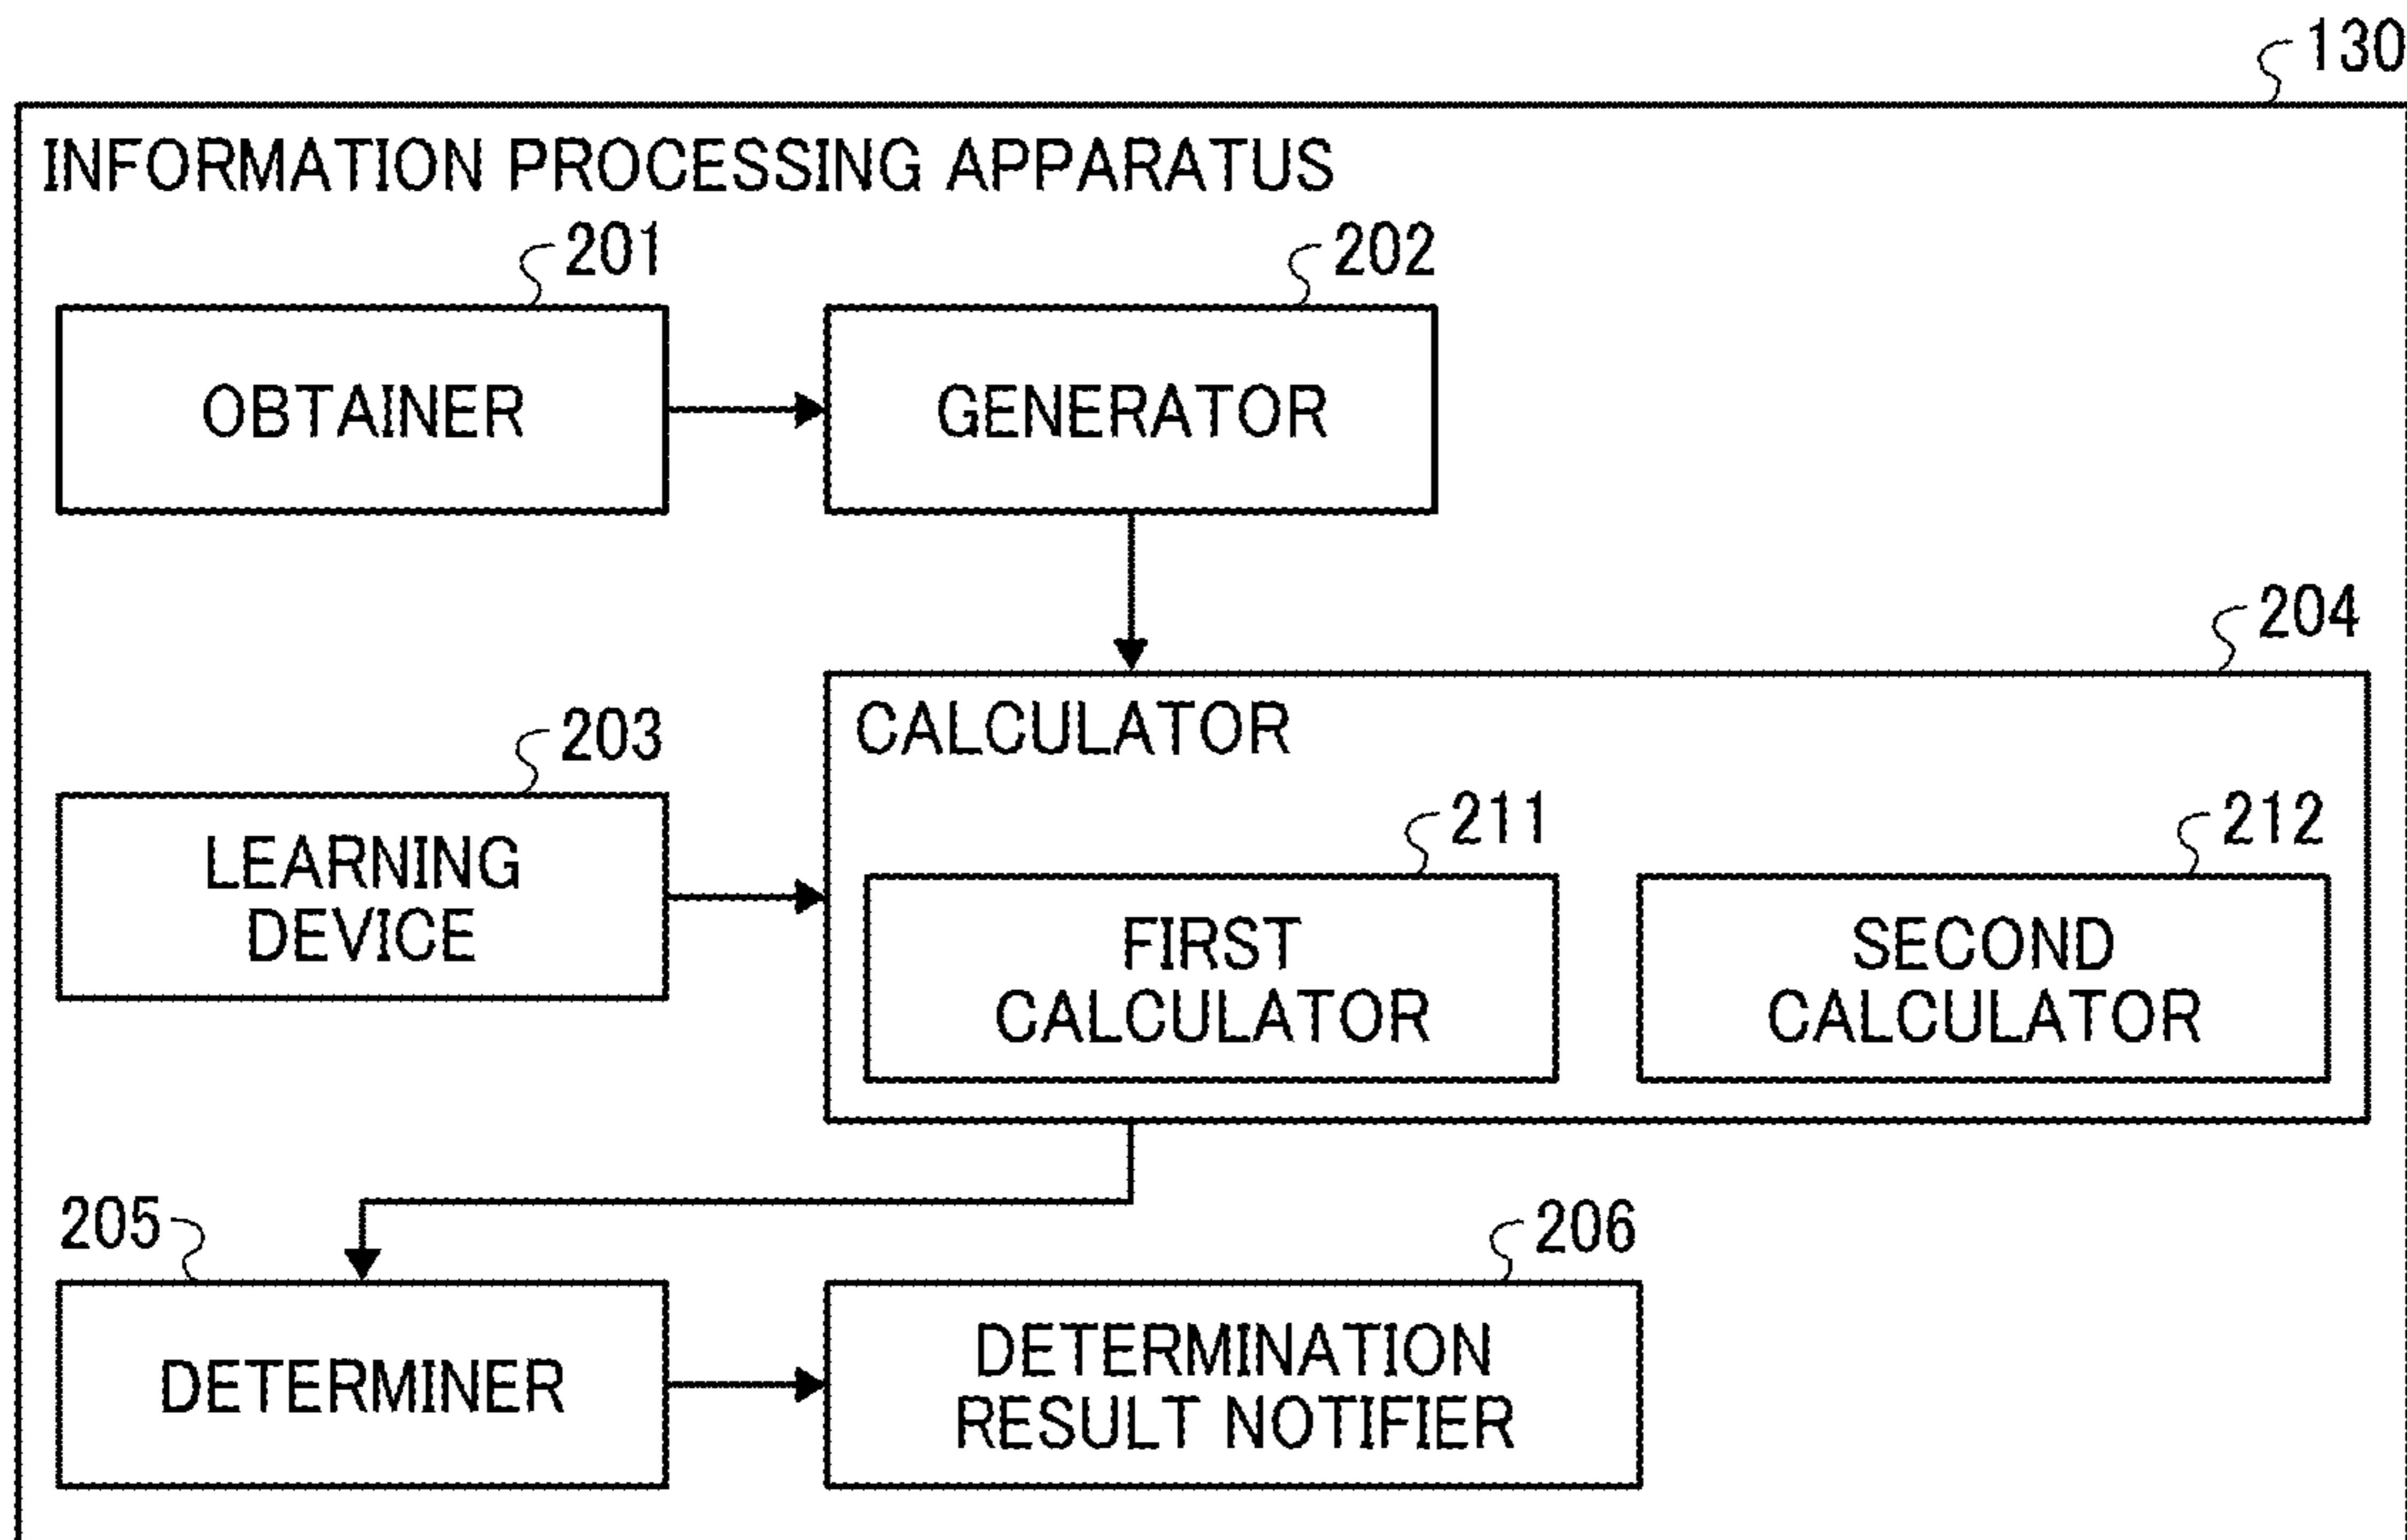 130
INFORMATION PROCESSING APPARATUS
201
202
OBTAINER
GENERATOR
204
CALCULATOR
203
LEARNING
DEVICE
211
212
FIRST
CALCULATOR
SECOND
CALCULATOR
205
206
DETERMINER
DETERMINATION
RESULT NOTIFIER